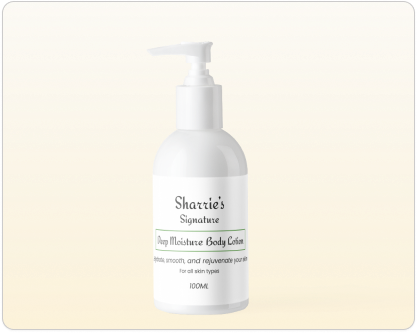 Sharrie's
Signature
Deep Moisture Body Lotion
smooth, and rejuvenate your
For all skin types
100ML